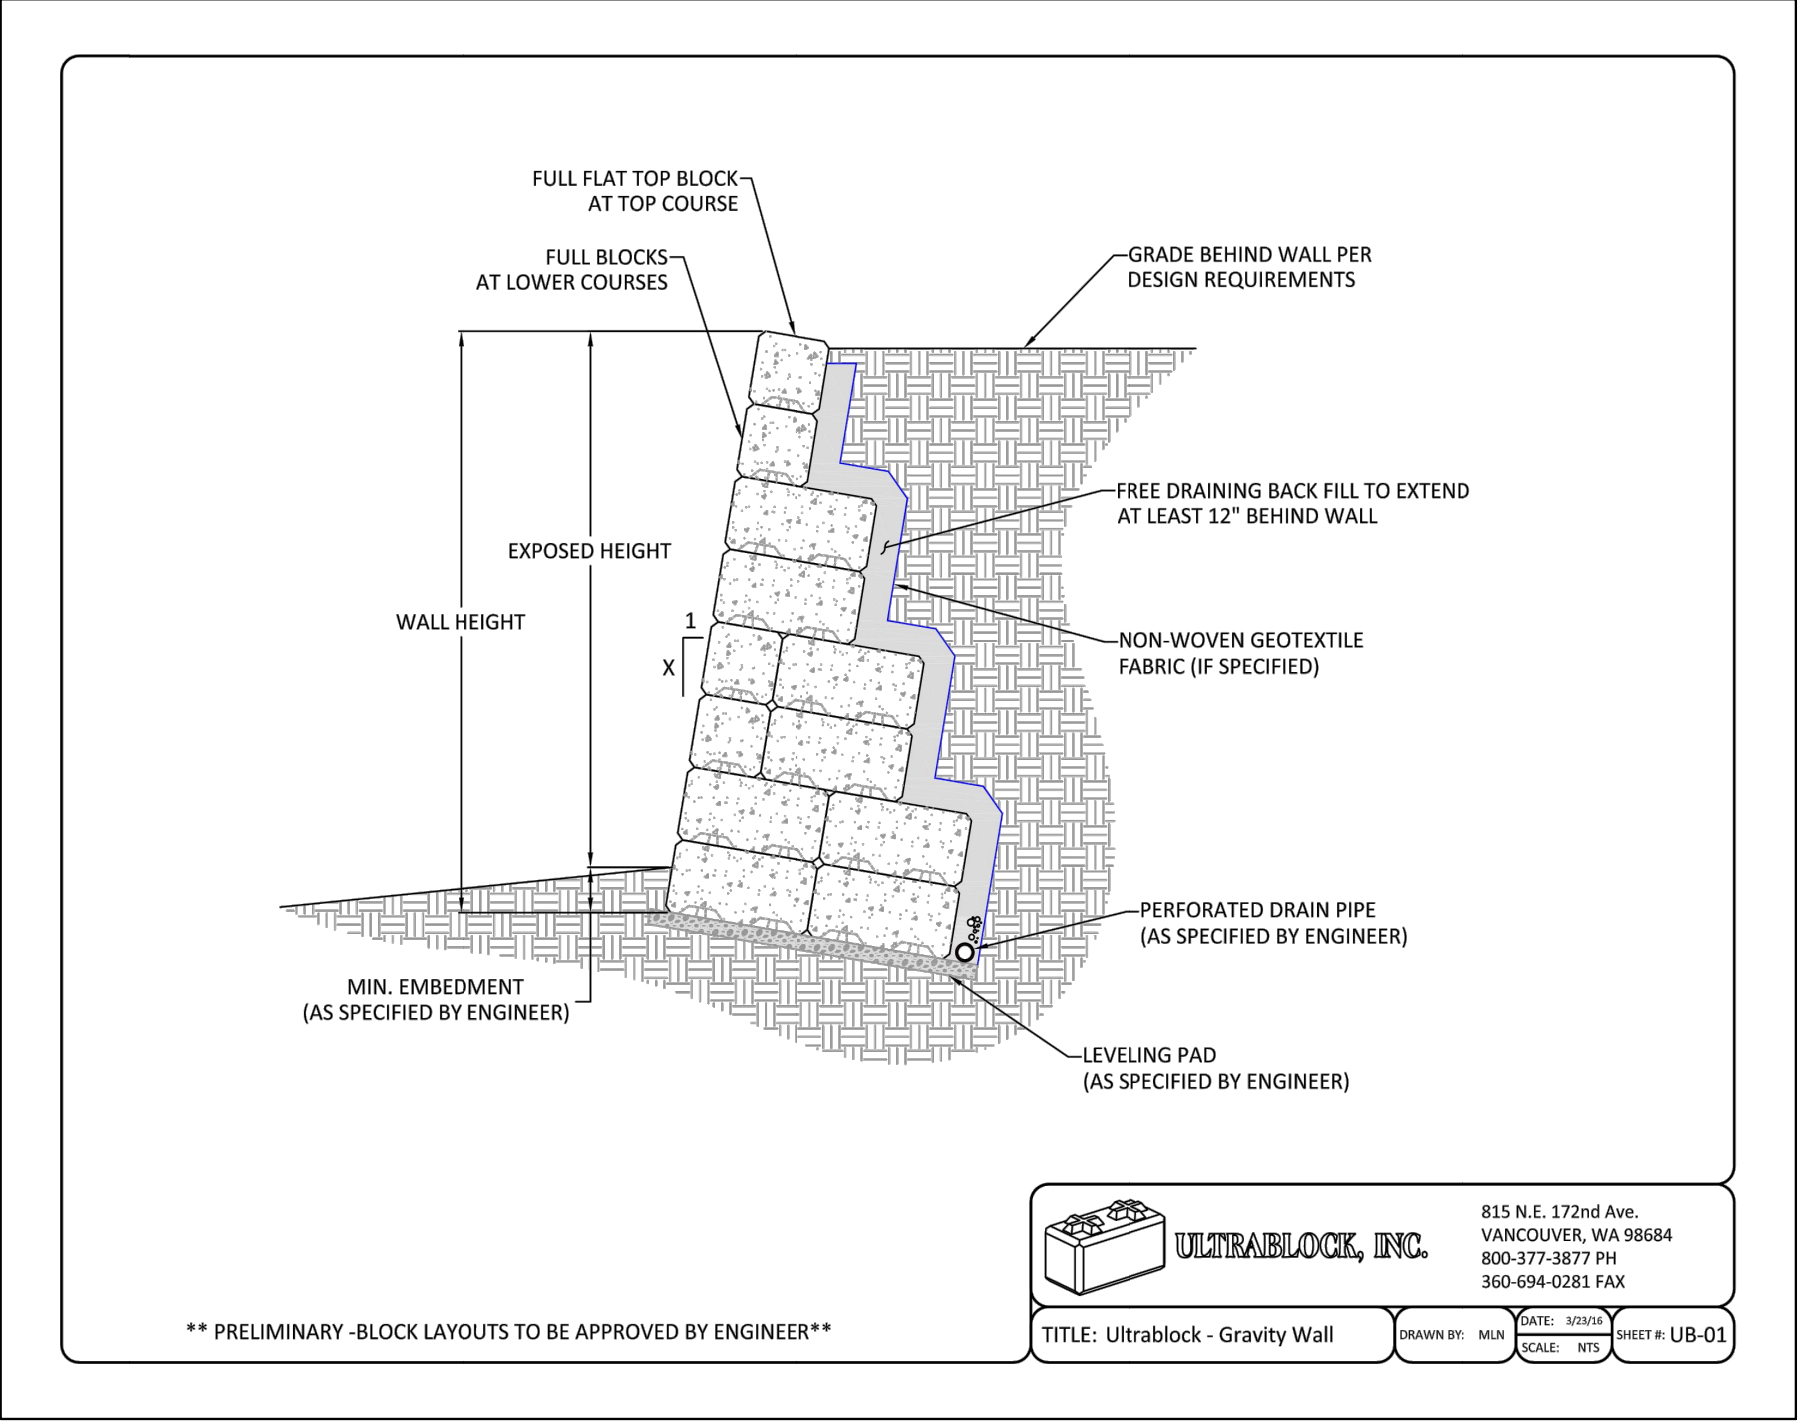 FULL FLAT TOP BLOCK
AT TOP COURSE
FULL BLOCKS
AT LOWER COURSES
GRADE BEHIND WALL PER
DESIGN REQUIREMENTS
FREE DRAINING BACK FILL TO EXTEND
AT LEAST 12" BEHIND WALL
EXPOSED HEIGHT
WALL HEIGHT
1
X
NON-WOVEN GEOTEXTILE
FABRIC (IF SPECIFIED)
PERFORATED DRAIN PIPE
(AS SPECIFIED BY ENGINEER)
MIN. EMBEDMENT
(AS SPECIFIED BY ENGINEER)
LEVELING PAD
(AS SPECIFIED BY ENGINEER)
ULTRABLOCK, INC.
815 N.E. 172nd Ave.
VANCOUVER, WA 98684
800-377-3877 PH
360-694-0281 FAX
** PRELIMINARY -BLOCK LAYOUTS TO BE APPROVED BY ENGINEER**
TITLE: Ultrablock - Gravity Wall
DRAWN BY: MLN
DATE: 3/23/16
SCALE: NTS
SHEET #: UB-01